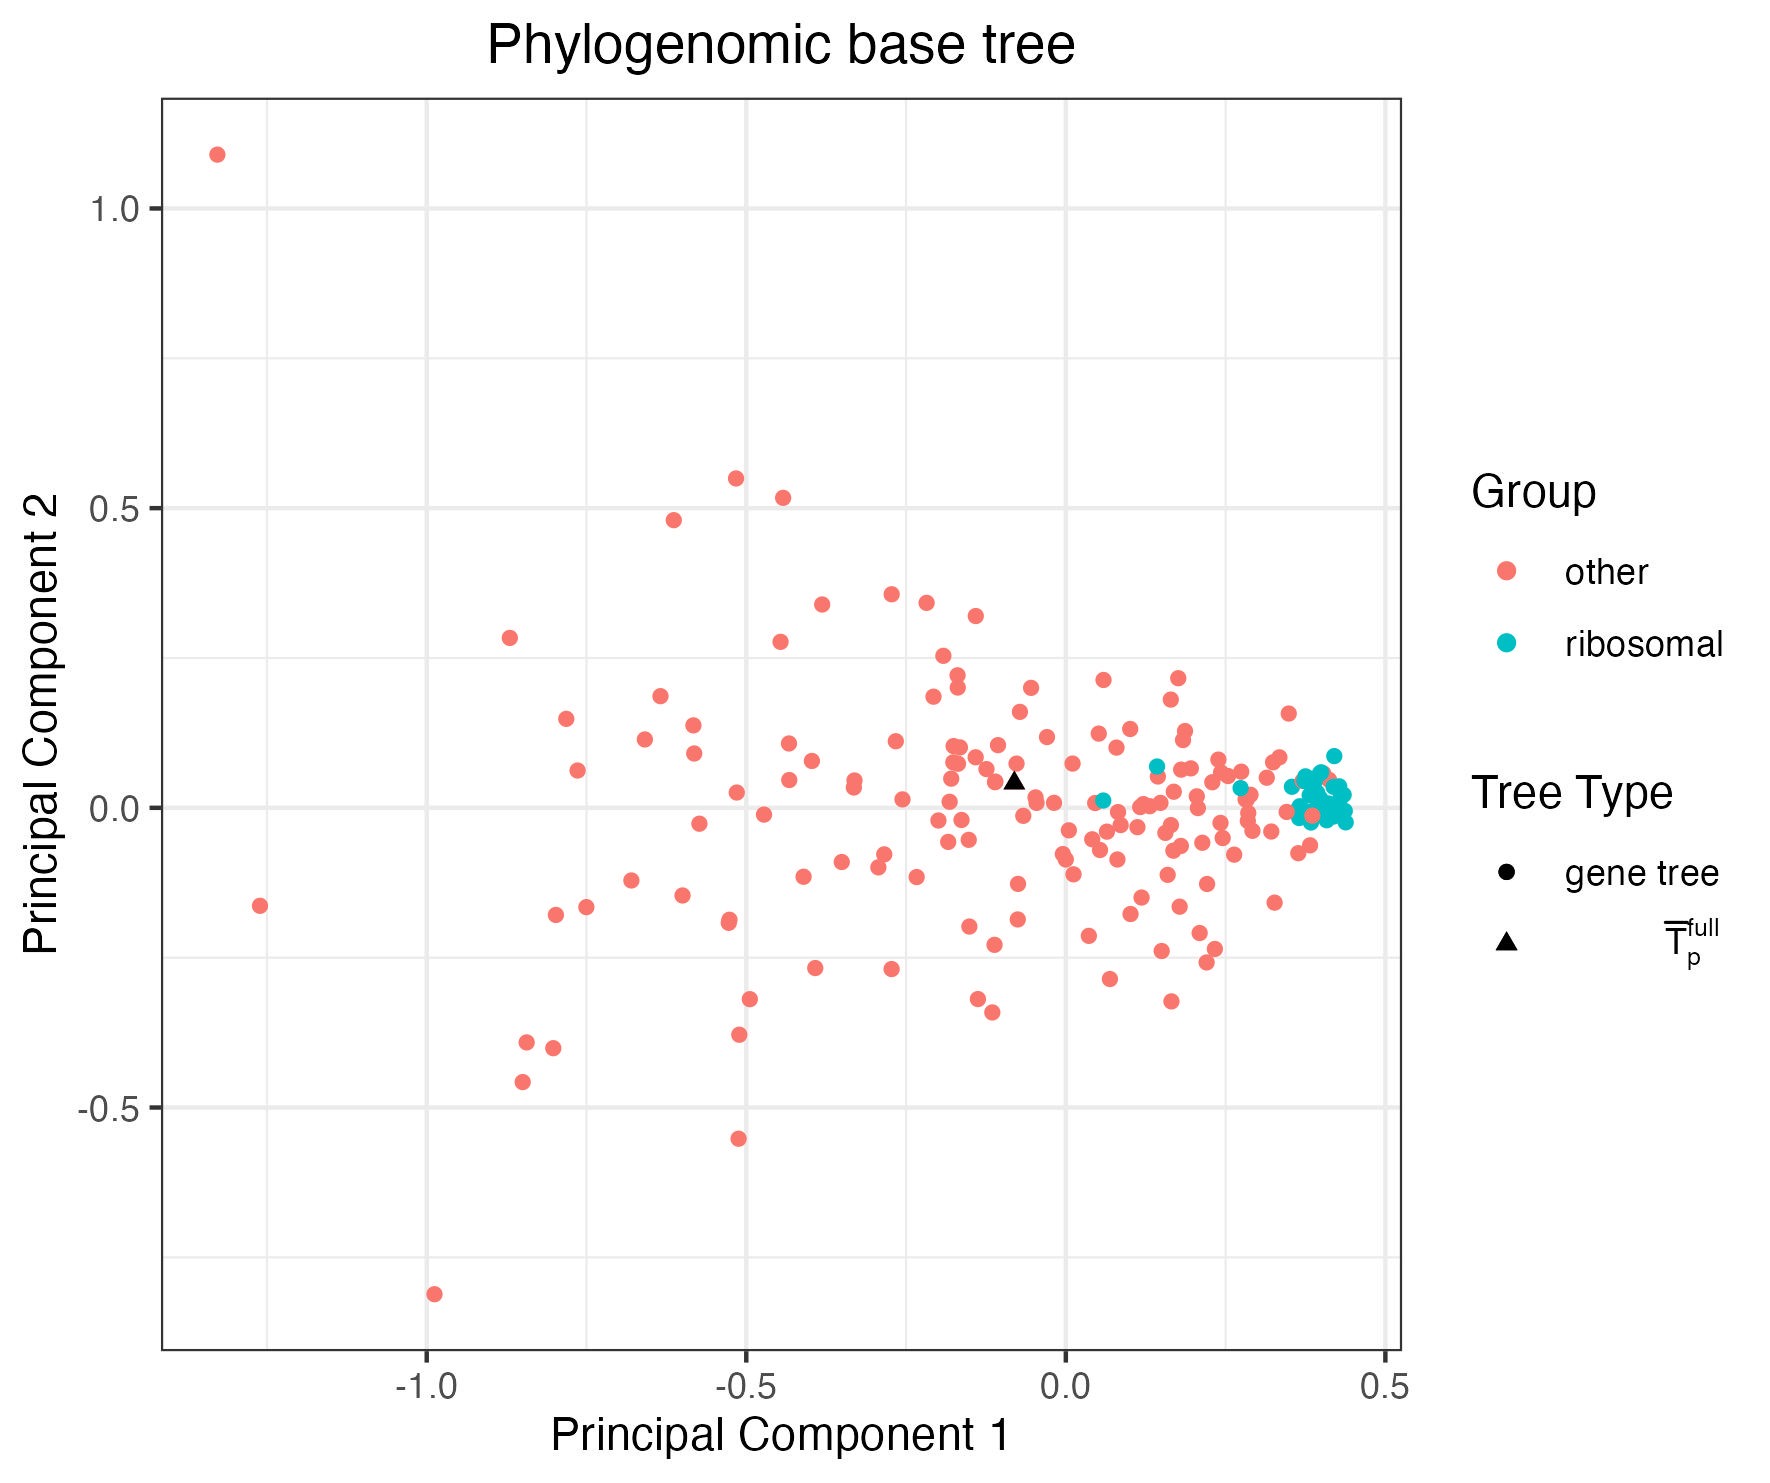 Phylogenomic base tree
Principal Component 2
1.0
0.5
0.0
-0.5
-1.0 -0.5 0.0 0.5
Principal Component 1
Group
other
ribosomal
Tree Type
gene tree
T̅ₚᶠᵘˡˡ